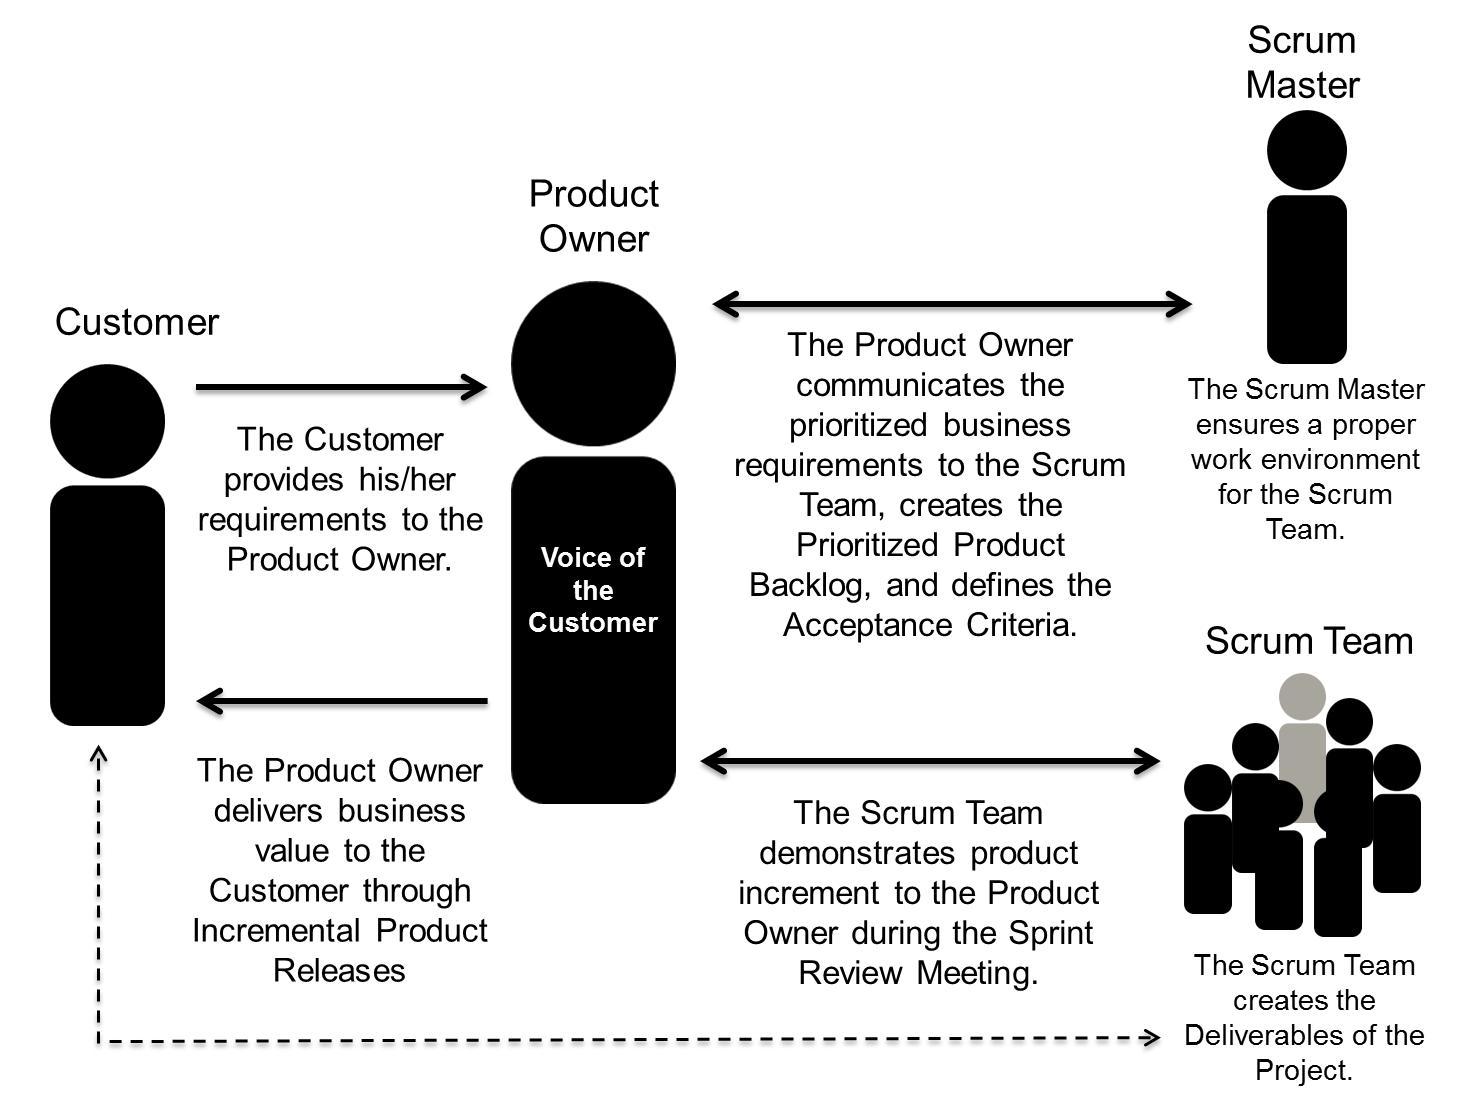 Scrum
Master
Product
Owner
Customer
The Customer
provides his/her
requirements to the
Product Owner.
Voice of
the
Customer
The Product Owner
communicates the
prioritized business
requirements to the Scrum
Team, creates the
Prioritized Product
Backlog, and defines the
Acceptance Criteria.
The Scrum Master
ensures a proper
work environment
for the Scrum
Team.
Scrum Team
The Product Owner
delivers business
value to the
Customer through
Incremental Product
Releases
The Scrum Team
demonstrates product
increment to the Product
Owner during the Sprint
Review Meeting.
The Scrum Team
creates the
Deliverables of the
Project.